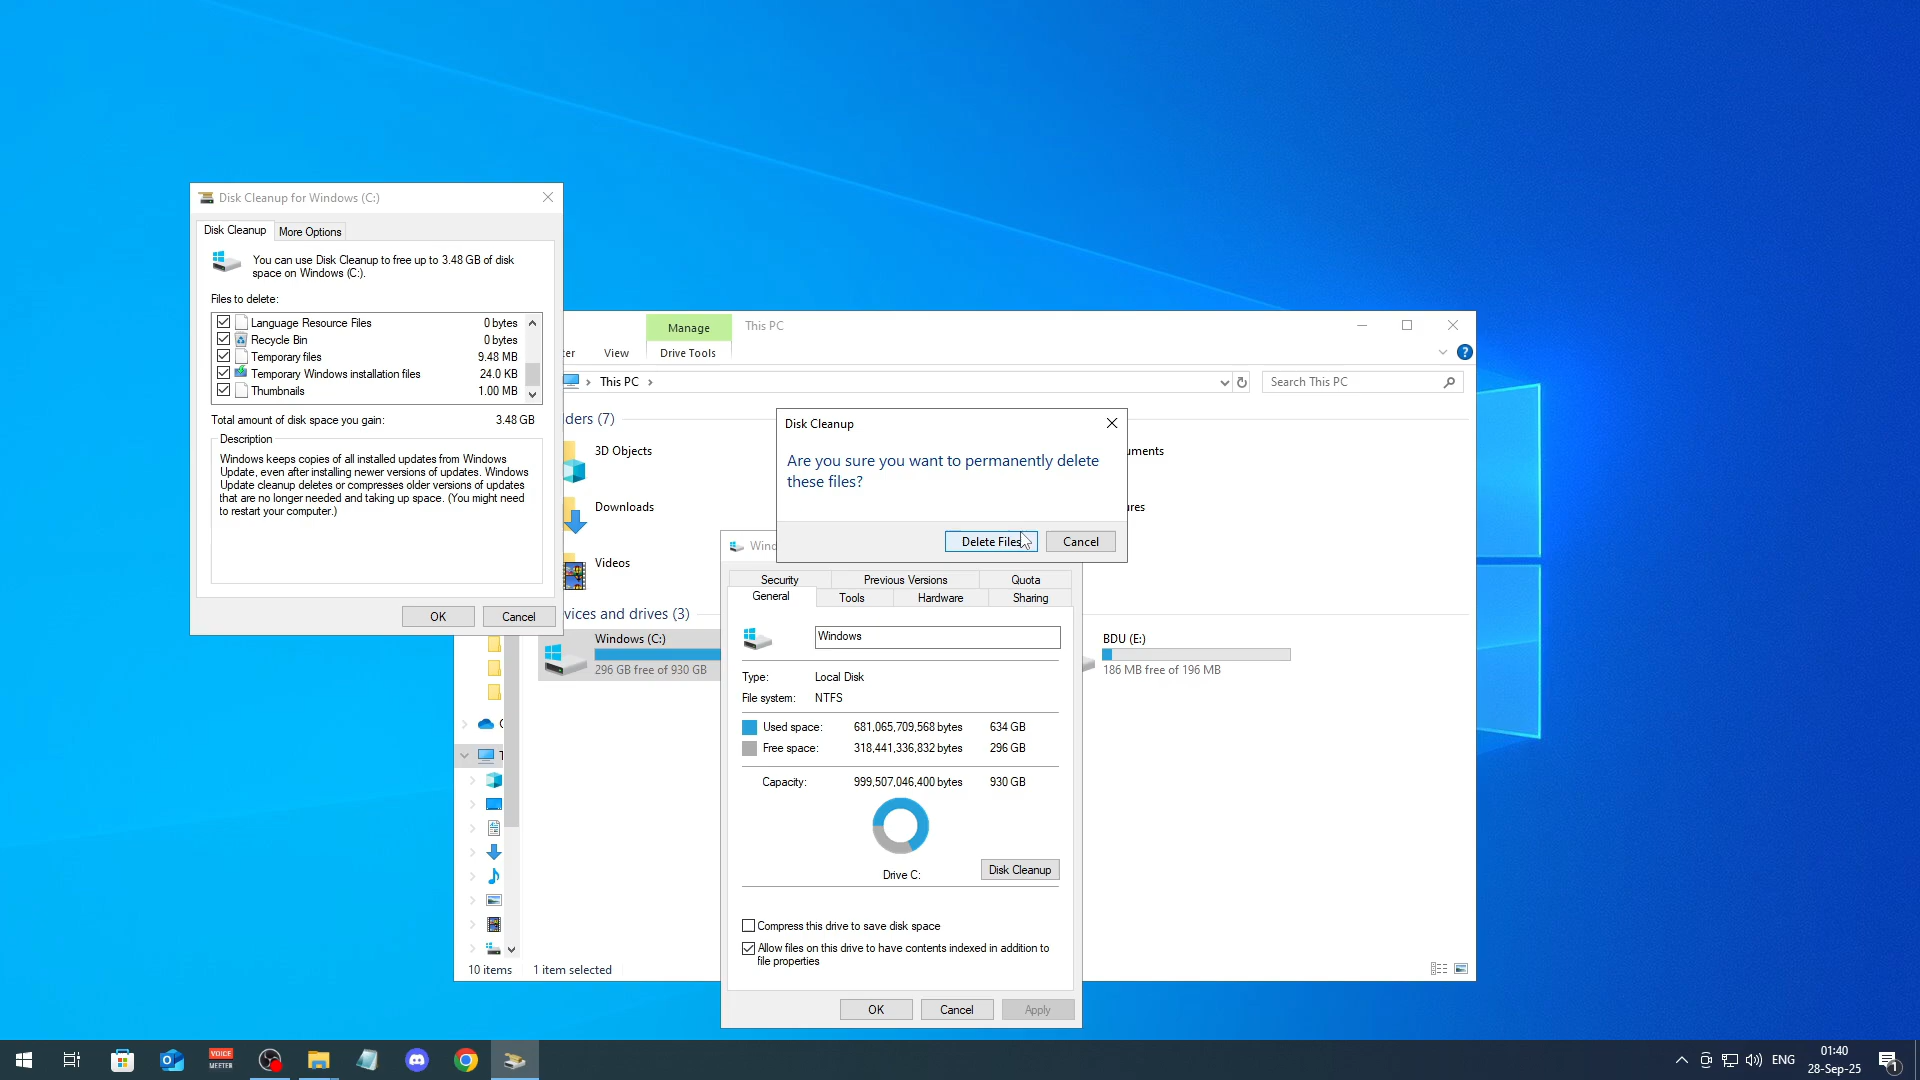 Disk Cleanup for Windows (C:)
Disk Cleanup
More Options
You can use Disk Cleanup to free up to 3.48 GB of disk
space on Windows (C:).
Files to delete:
Language Resource Files 0 bytes
Recycle Bin 0 bytes
Temporary files 9.48 MB
Temporary Windows installation files 24.0 KB
Thumbnails 1.00 MB
Total amount of disk space you gain: 3.48 GB
Description
Windows keeps copies of all installed updates from Windows
Update, even after installing newer versions of updates. Windows
Update cleanup deletes or compresses older versions of updates
that are no longer needed and taking up space. (You might need
to restart your computer.)
OK
Cancel
Manage
This PC
View
Drive Tools
This PC
Search This PC
ders (7)
3D Objects
uments
Downloads
ures
Videos
vices and drives (3)
Windows (C:)
296 GB free of 930 GB
BDU (E:)
186 MB free of 196 MB
10 items
1 item selected
Disk Cleanup
Are you sure you want to permanently delete
these files?
Delete Files
Cancel
Wind
Security
Previous Versions
Quota
General
Tools
Hardware
Sharing
Windows
Type: Local Disk
File system: NTFS
Used space: 681,065,709,568 bytes 634 GB
Free space: 318,441,336,832 bytes 296 GB
Capacity: 999,507,046,400 bytes 930 GB
Drive C:
Disk Cleanup
Compress this drive to save disk space
Allow files on this drive to have contents indexed in addition to
file properties
OK
Cancel
Apply
VOICE
MEETER
ENG
01:40
28-Sep-25
1